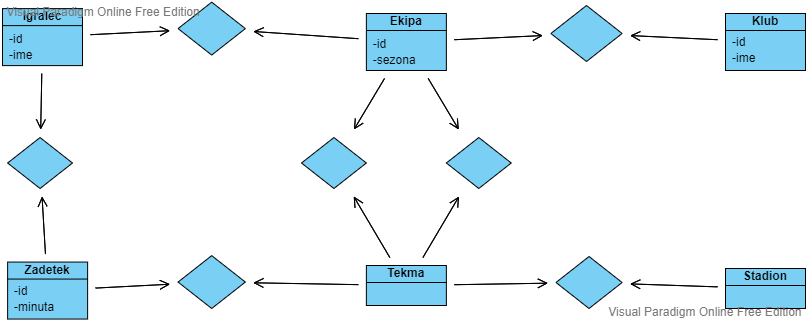 Visual Paradigm Online Free Edition
Igralec
-id
-ime
Ekipa
-id
-sezona
Klub
-id
-ime
Zadetek
-id
-minuta
Tekma
Stadion
Visual Paradigm Online Free Edition